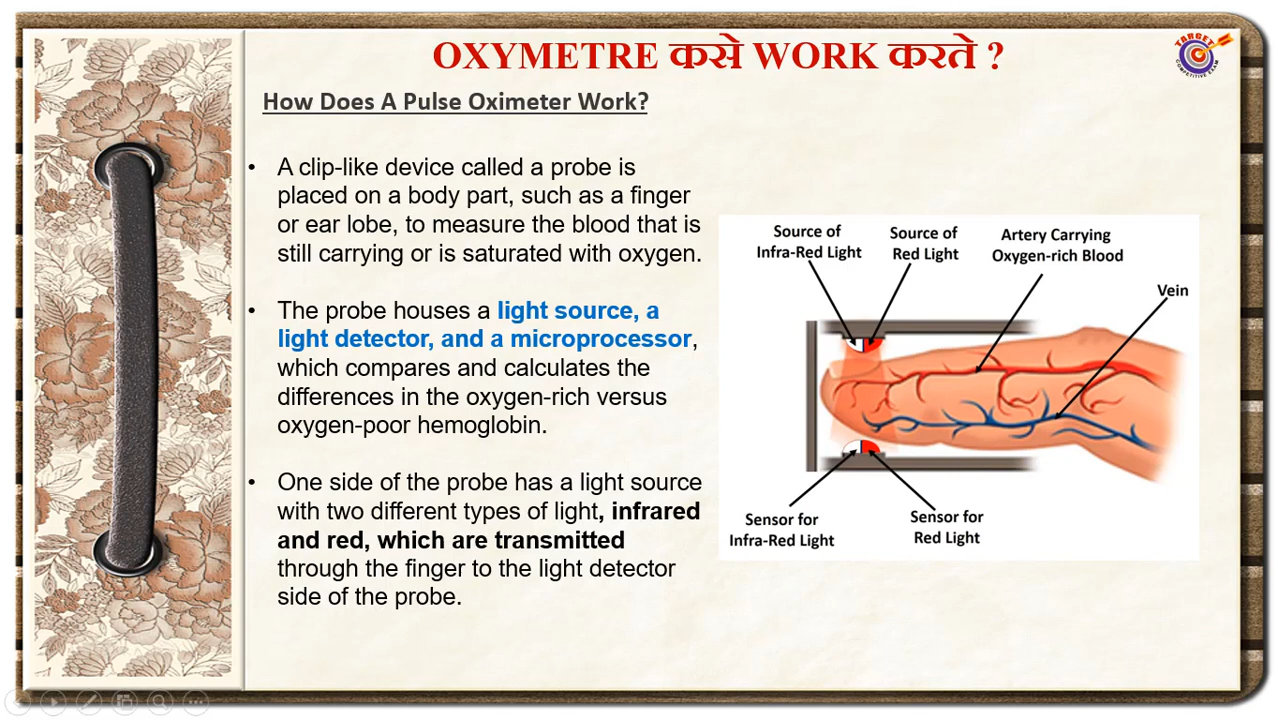 OXYMETRE कसे WORK करते ?
TARGET
COMPETITIVE EXAM
How Does A Pulse Oximeter Work?
• A clip-like device called a probe is
placed on a body part, such as a finger
or ear lobe, to measure the blood that is
still carrying or is saturated with oxygen.
• The probe houses a light source, a
light detector, and a microprocessor,
which compares and calculates the
differences in the oxygen-rich versus
oxygen-poor hemoglobin.
• One side of the probe has a light source
with two different types of light, infrared
and red, which are transmitted
through the finger to the light detector
side of the probe.
Source of
Infra-Red Light
Source of
Red Light
Artery Carrying
Oxygen-rich Blood
Vein
Sensor for
Infra-Red Light
Sensor for
Red Light